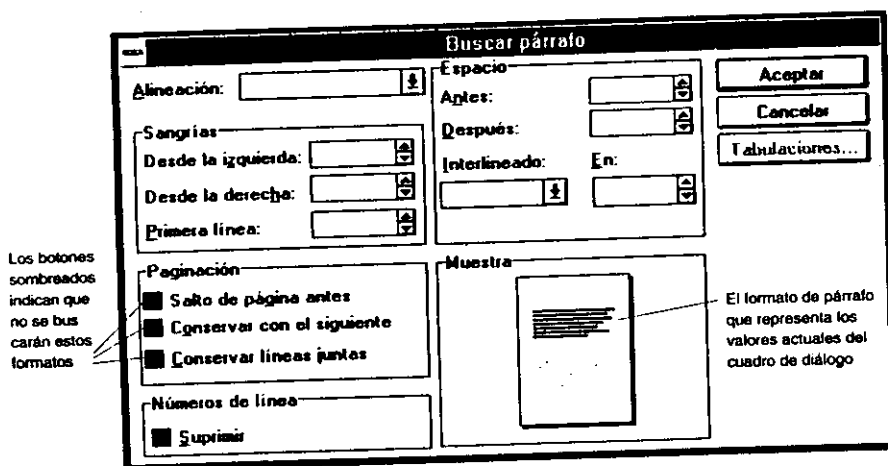 Buscar párrafo
Alineación:
Sangrías
Desde la izquierda:
Desde la derecha:
Primera línea:
Espacio
Antes:
Después:
Interlineado:
En:
Aceptar
Cancelar
Tabulaciones...
Paginación
Salto de página antes
Conservar con el siguiente
Conservar líneas juntas
Números de línea
Suprimir
Muestra
Los botones
sombreados
indican que
no se bus
carán estos
formatos
El formato de párrafo
que representa los
valores actuales del
cuadro de diálogo